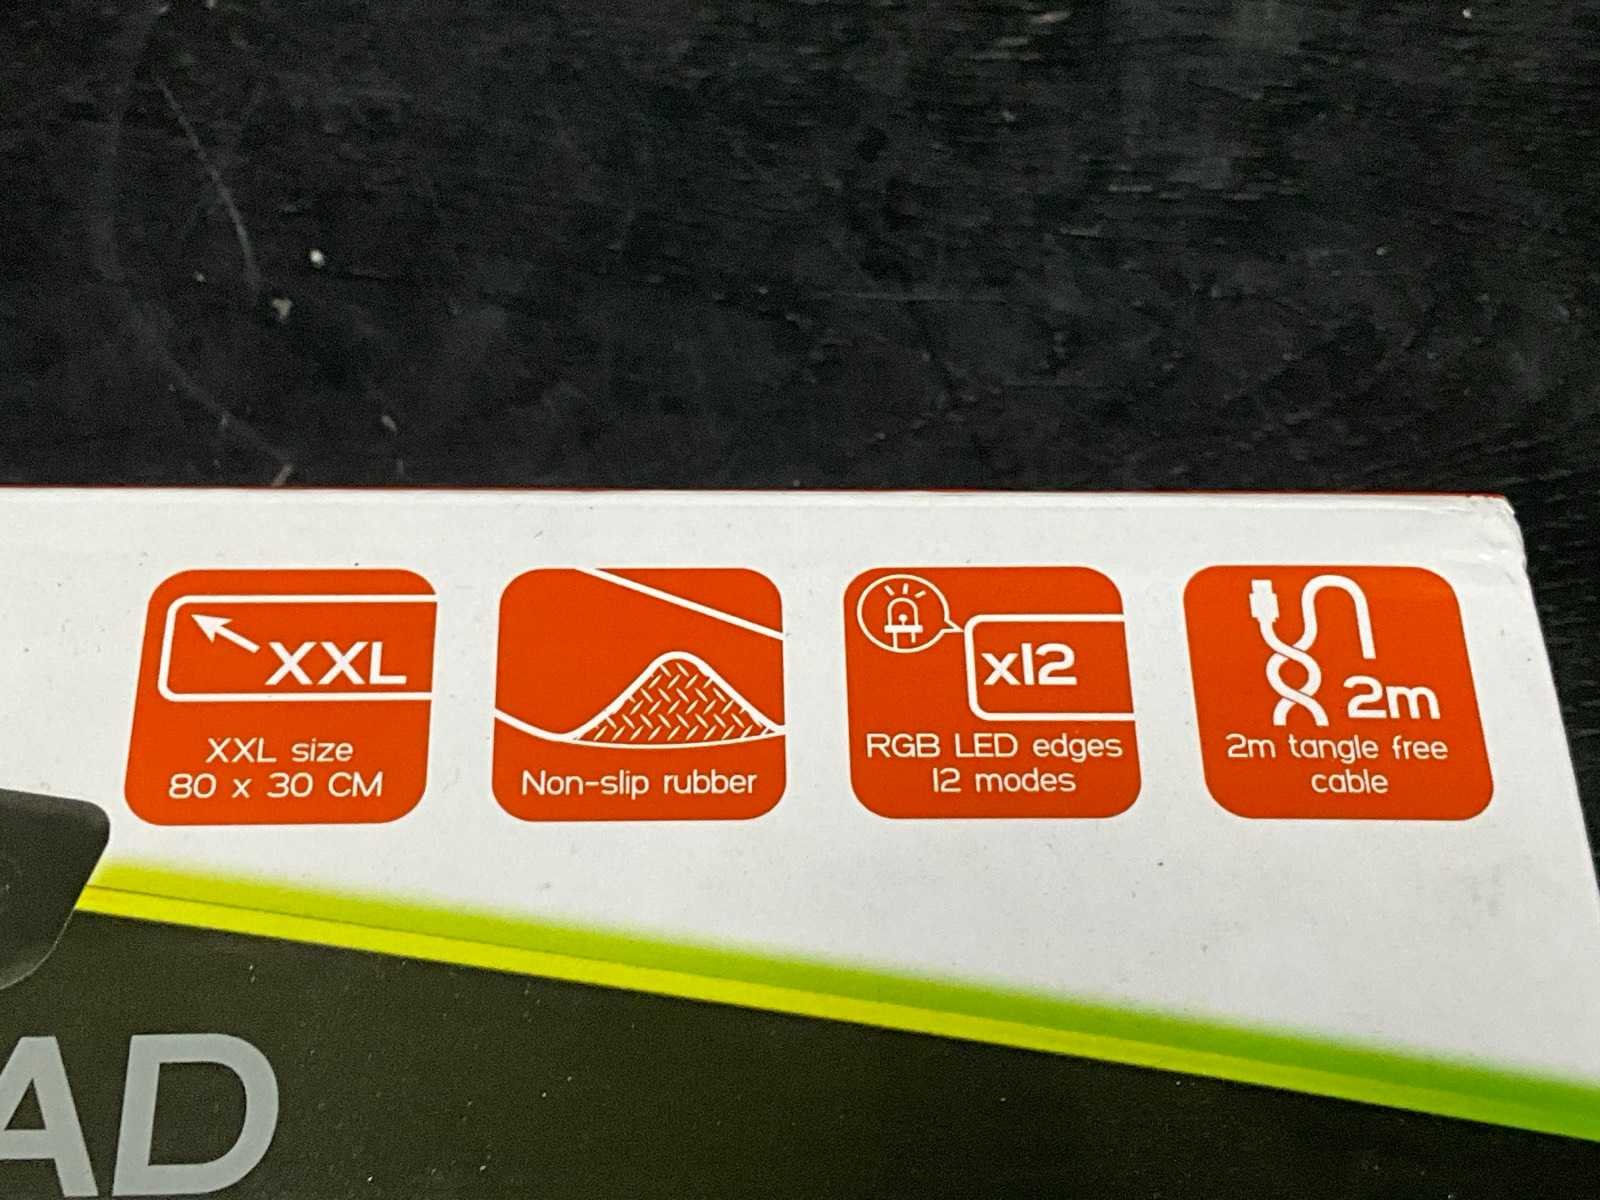 XXL
XXL size
80 x 30 CM
Non-slip rubber
x12
RGB LED edges
12 modes
2m
2m tangle free
cable
AD